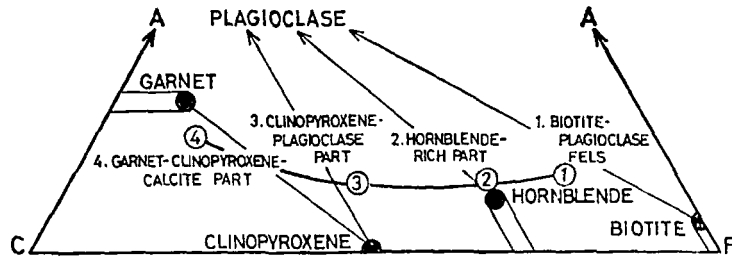 A PLAGIOCLASE A
GARNET
3. CLINOPYROXENE-
PLAGIOCLASE
PART
1. BIOTITE-
PLAGIOCLASE
FELS
2. HORNBLENDE-
RICH PART
4
4. GARNET-CLINOPYROXENE-
CALCITE PART
3
2
1
HORNBLENDE
BIOTITE
C
CLINOPYROXENE
F